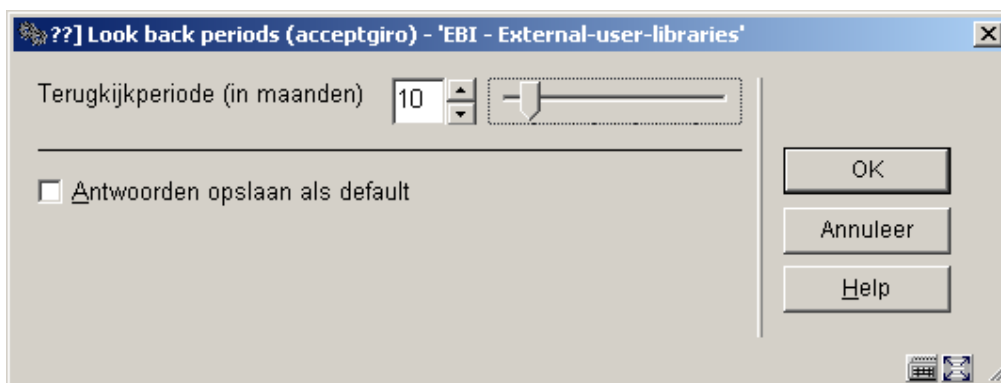 ??] Look back periods (acceptgiro) - 'EBI - External-user-libraries'
Terugkijkperiode (in maanden) 10
Antwoorden opslaan als default
OK
Annuleer
Help